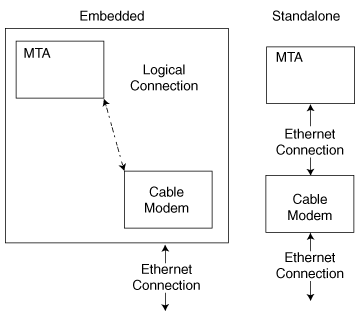 Embedded
Standalone
MTA
Logical
Connection
Cable
Modem
Ethernet
Connection
MTA
Ethernet
Connection
Cable
Modem
Ethernet
Connection